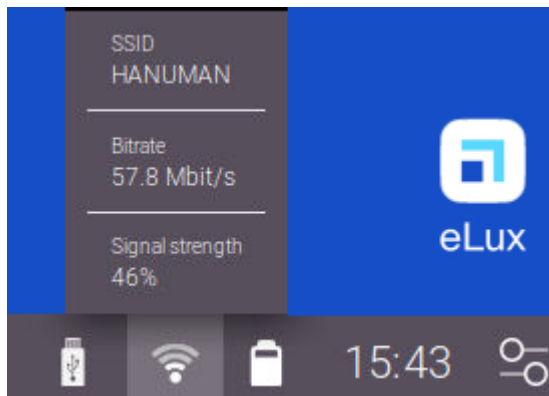 SSID
HANUMAN
Bitrate
57.8 Mbit/s
Signal strength
46%
eLux
15:43